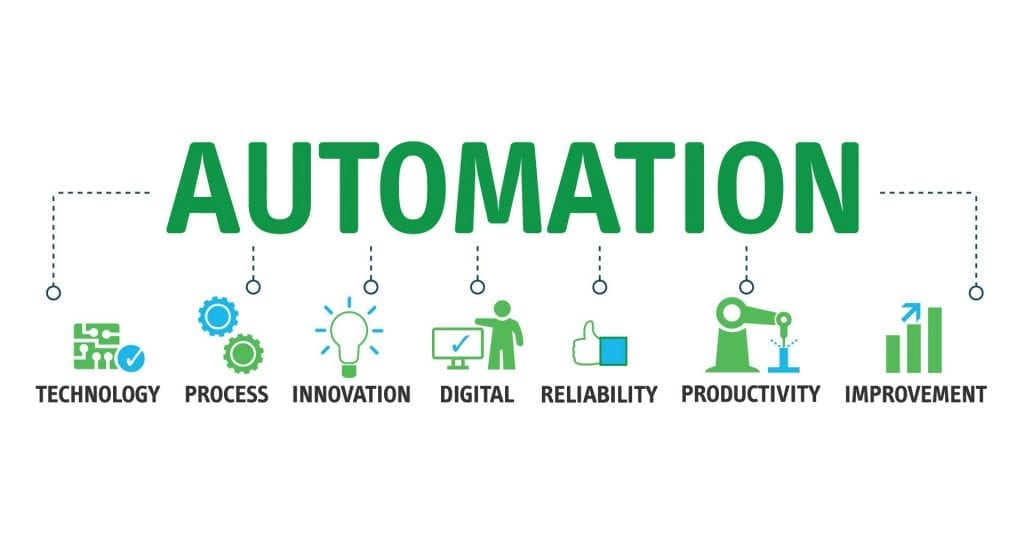 AUTOMATION
TECHNOLOGY PROCESS INNOVATION DIGITAL RELIABILITY PRODUCTIVITY IMPROVEMENT